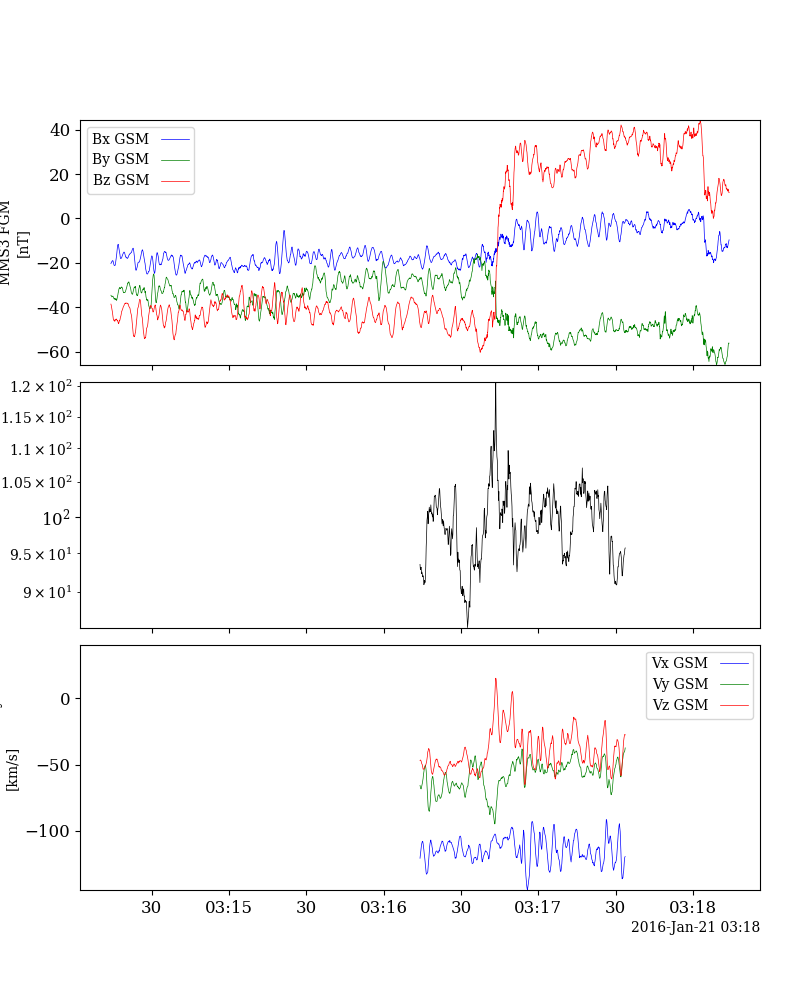 40
20
0
−20
−40
−60
MMS3 FGM
[nT]
Bx GSM
By GSM
Bz GSM
1.2 × 10²
1.15 × 10²
1.1 × 10²
1.05 × 10²
10²
9.5 × 10¹
9 × 10¹
0
−50
−100
[km/s]
Vx GSM
Vy GSM
Vz GSM
30 03:15 30 03:16 30 03:17 30 03:18
2016-Jan-21 03:18